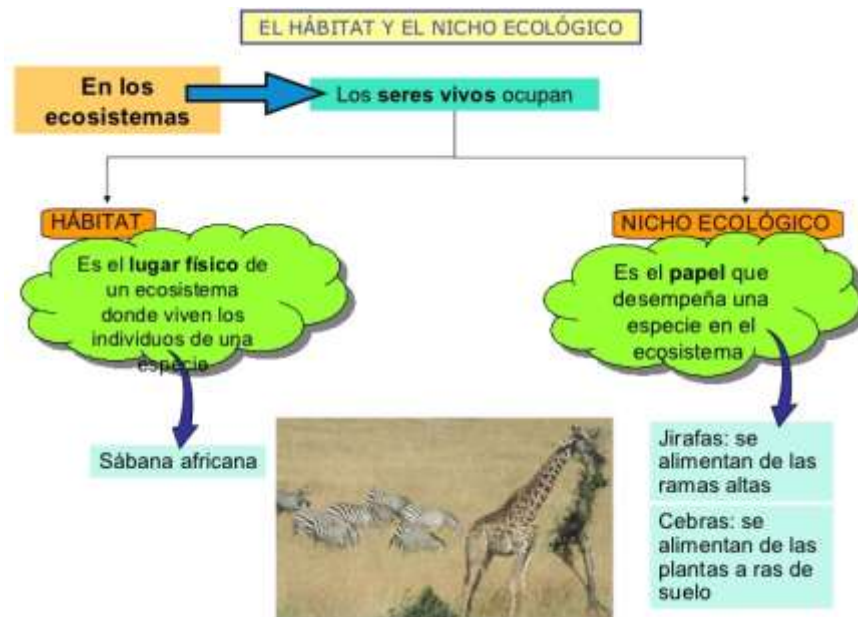 EL HÁBITAT Y EL NICHO ECOLÓGICO
En los
ecosistemas
Los seres vivos ocupan
HÁBITAT
Es el lugar físico de
un ecosistema
donde viven los
individuos de una
especie
Sábana africana
NICHO ECOLÓGICO
Es el papel que
desempeña una
especie en el
ecosistema
Jirafas: se
alimentan de las
ramas altas
Cebras: se
alimentan de las
plantas a ras de
suelo